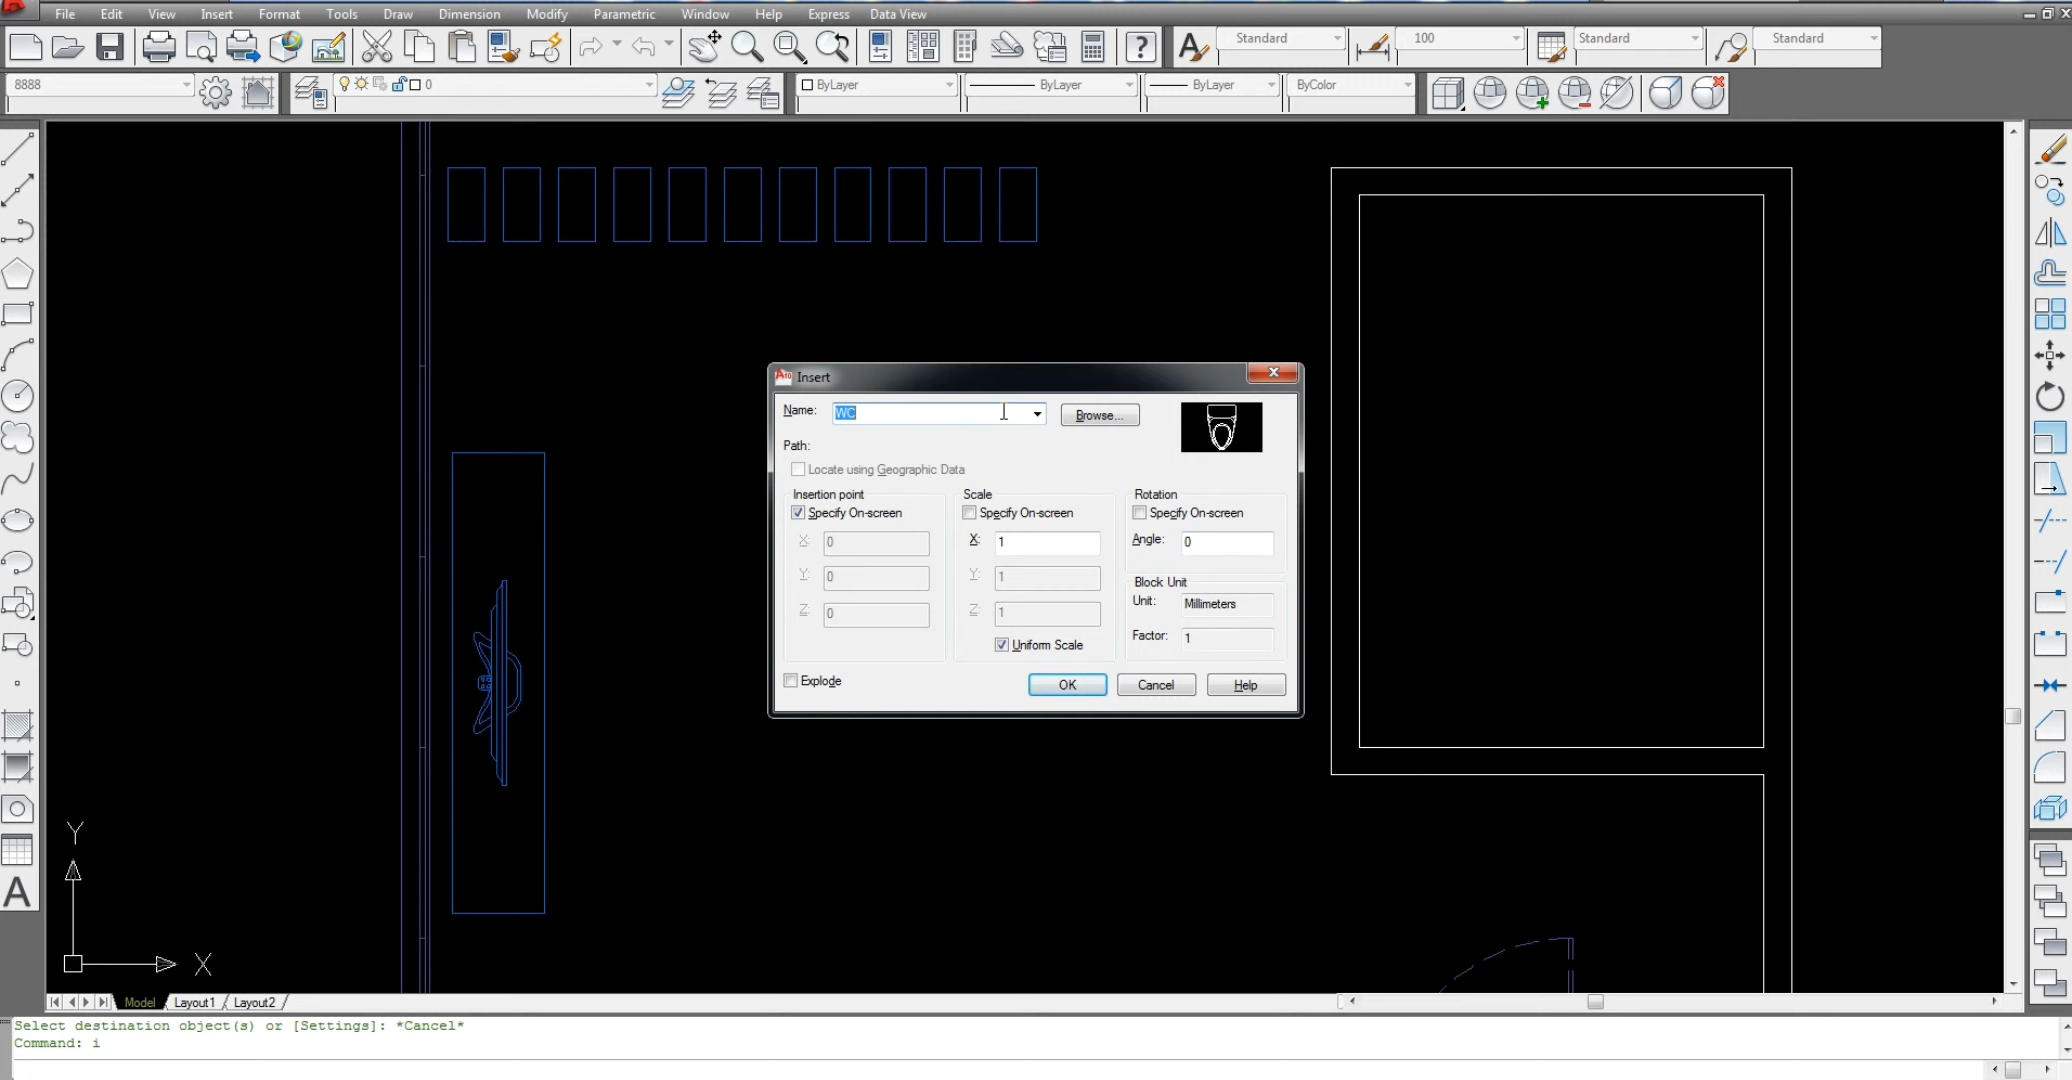 File Edit View Insert Format Tools Draw Dimension Modify Parametric Window Help Express Data View
Standard 100 Standard Standard
8888 0 ByLayer ByLayer ByLayer ByColor
A10 Insert
Name: WC Browse...
Path:
Locate using Geographic Data
Insertion point Scale Rotation
Specify On-screen Specify On-screen Specify On-screen
X: 0 X: 1 Angle: 0
Y: 0 Y: 1 Block Unit
Unit: Millimeters
Z: 0 Z: 1 Factor: 1
Uniform Scale
Explode OK Cancel Help
Y
X
Model Layout1 Layout2
Select destination object(s) or [Settings]: *Cancel*
Command: i